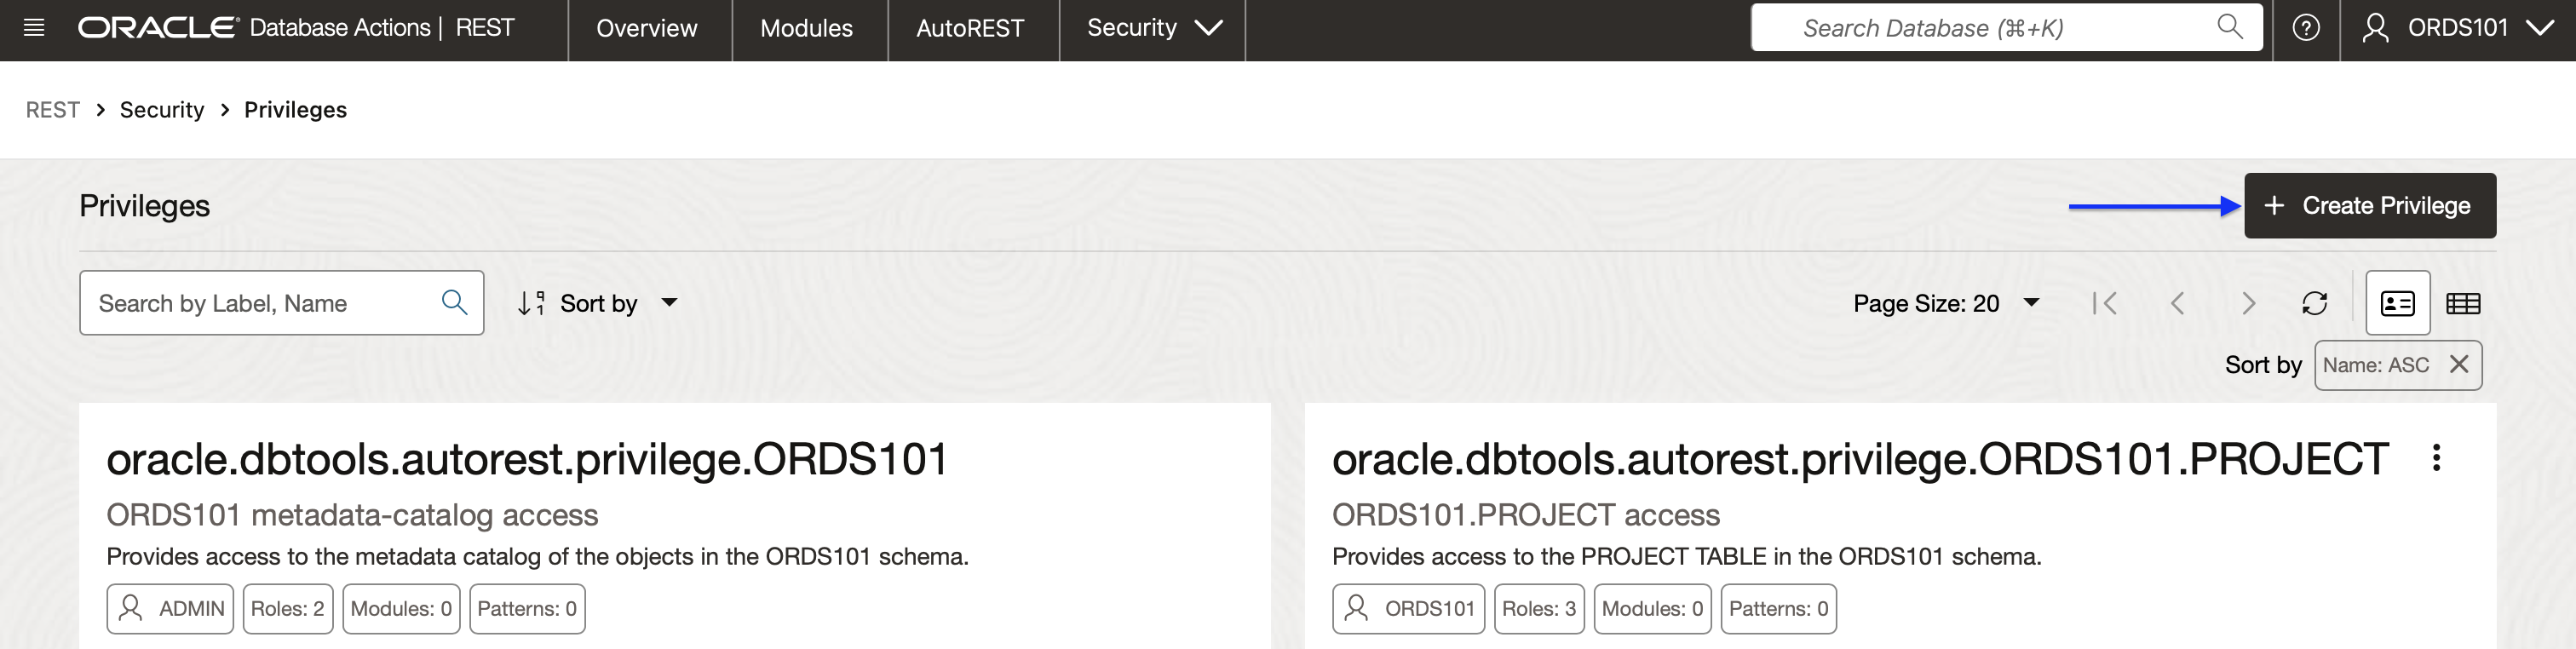 ORACLE Database Actions | REST Overview Modules AutoREST Security Search Database (⌘+K) ORDS101
REST > Security > Privileges
Privileges + Create Privilege
Search by Label, Name Sort by Page Size: 20
Sort by Name: ASC
oracle.dbtools.autorest.privilege.ORDS101
ORDS101 metadata-catalog access
Provides access to the metadata catalog of the objects in the ORDS101 schema.
ADMIN Roles: 2 Modules: 0 Patterns: 0
oracle.dbtools.autorest.privilege.ORDS101.PROJECT
ORDS101.PROJECT access
Provides access to the PROJECT TABLE in the ORDS101 schema.
ORDS101 Roles: 3 Modules: 0 Patterns: 0